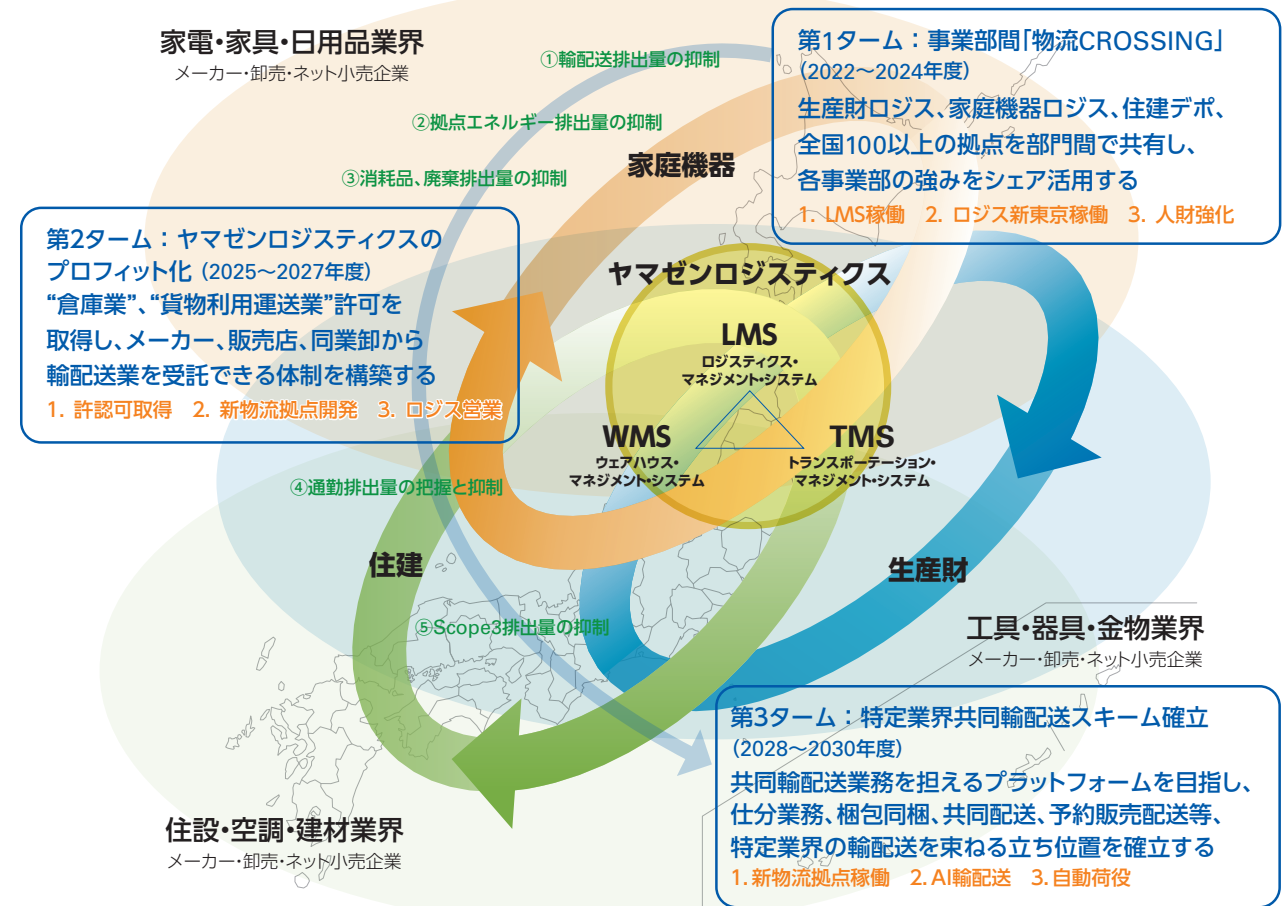 家電・家具・日用品業界
メーカー・卸売・ネット小売企業
①輸配送排出量の抑制
②拠点エネルギー排出量の抑制
③消耗品、廃棄排出量の抑制
家庭機器
第1ターム：事業部間「物流CROSSING」
（2022～2024年度）
生産財ロジス、家庭機器ロジス、住建デポ、
全国100以上の拠点を部門間で共有し、
各事業部の強みをシェア活用する
1. LMS稼働　2. ロジス新東京稼働　3. 人財強化
第2ターム：ヤマゼンロジスティクスの
プロフィット化（2025～2027年度）
“倉庫業”、“貨物利用運送業”許可を
取得し、メーカー、販売店、同業卸から
輸配送業を受託できる体制を構築する
1. 許認可取得　2. 新物流拠点開発　3. ロジス営業
ヤマゼンロジスティクス
LMS
ロジスティクス・
マネジメント・システム
WMS
ウェアハウス・
マネジメント・システム
TMS
トランスポーテーション・
マネジメント・システム
④通勤排出量の把握と抑制
住建
生産財
⑤Scope3排出量の抑制
工具・器具・金物業界
メーカー・卸売・ネット小売企業
第3ターム：特定業界共同輸配送スキーム確立
（2028～2030年度）
共同輸配送業務を担えるプラットフォームを目指し、
仕分業務、梱包同梱、共同配送、予約販売配送等、
特定業界の輸配送を束ねる立ち位置を確立する
1. 新物流拠点稼働　2. AI輸配送　3. 自動荷役
住設・空調・建材業界
メーカー・卸売・ネット小売企業